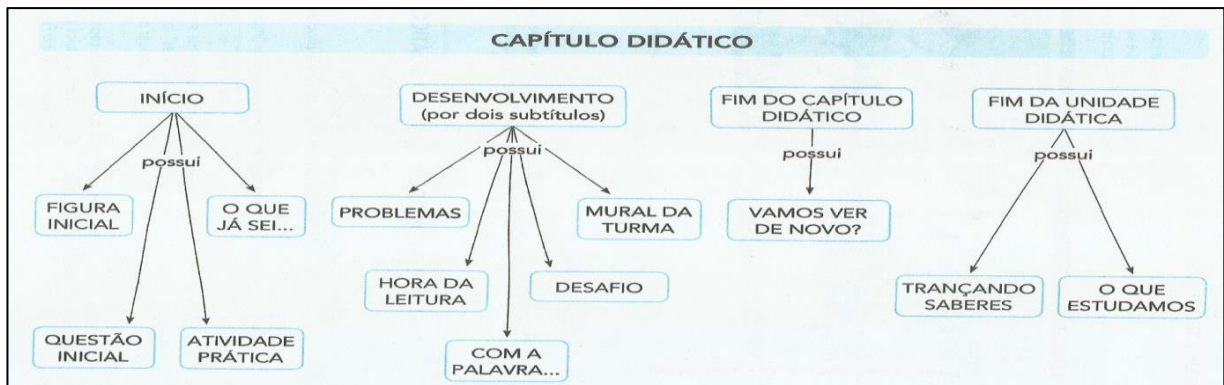 CAPÍTULO DIDÁTICO
INÍCIO
possui
FIGURA
INICIAL
O QUE
JÁ SEI...
QUESTÃO
INICIAL
ATIVIDADE
PRÁTICA
DESENVOLVIMENTO
(por dois subtítulos)
possui
PROBLEMAS
MURAL DA
TURMA
HORA DA
LEITURA
DESAFIO
COM A
PALAVRA...
FIM DO CAPÍTULO
DIDÁTICO
possui
VAMOS VER
DE NOVO?
FIM DA UNIDADE
DIDÁTICA
possui
TRANÇANDO
SABERES
O QUE
ESTUDAMOS